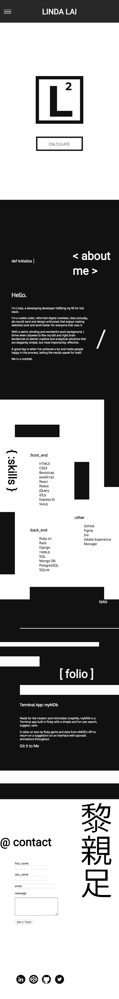 LINDA LAI
L²
CALCULATE
def initialize |
< about
me >
Hello.
I'm Linda, a developing developer fulfilling my fill for full-
stack.
I'm a rookie coder, reformed digital marketer, data (actually,
all-round) nerd and design enthusiast that enjoys making
websites look and work better for everyone that uses it.
With a weird, winding and wonderful work background, I
thrive when allowed to flex my left and right brain
tendencies to deliver creative and analytical solutions that
are elegantly simple, but most importantly: effective.
A good day is when I've achieved a lot and made people
happy in the process, letting the results speak for itself.
Me in a nutshell.
/
{ :skills }
:front_end
HTML5
CSS3
Bootstrap
JavaScript
React
Redux
jQuery
d3.js
Express JS
Vue.js
:other
GitHub
Figma
Jira
Adobe Experience
Manager
:back_end
Ruby on
Rails
Django
node.js
SQL
Mongo DB
PostgresSQL
SQLite
NAN
[ folio ]
Terminal App: myMDb
Made for the modern and minimalist cinephile, myMDb is a
Terminal app built in Ruby with a simple and fun use: search,
suggest, save.
It relies on two tty Ruby gems and data from oMDB's API to
return on a suggestion on an interface with sporadic
animations throughout.
Git It to Me
黎親足
@ contact
first_name
last_name
email
message
Get in Touch
in